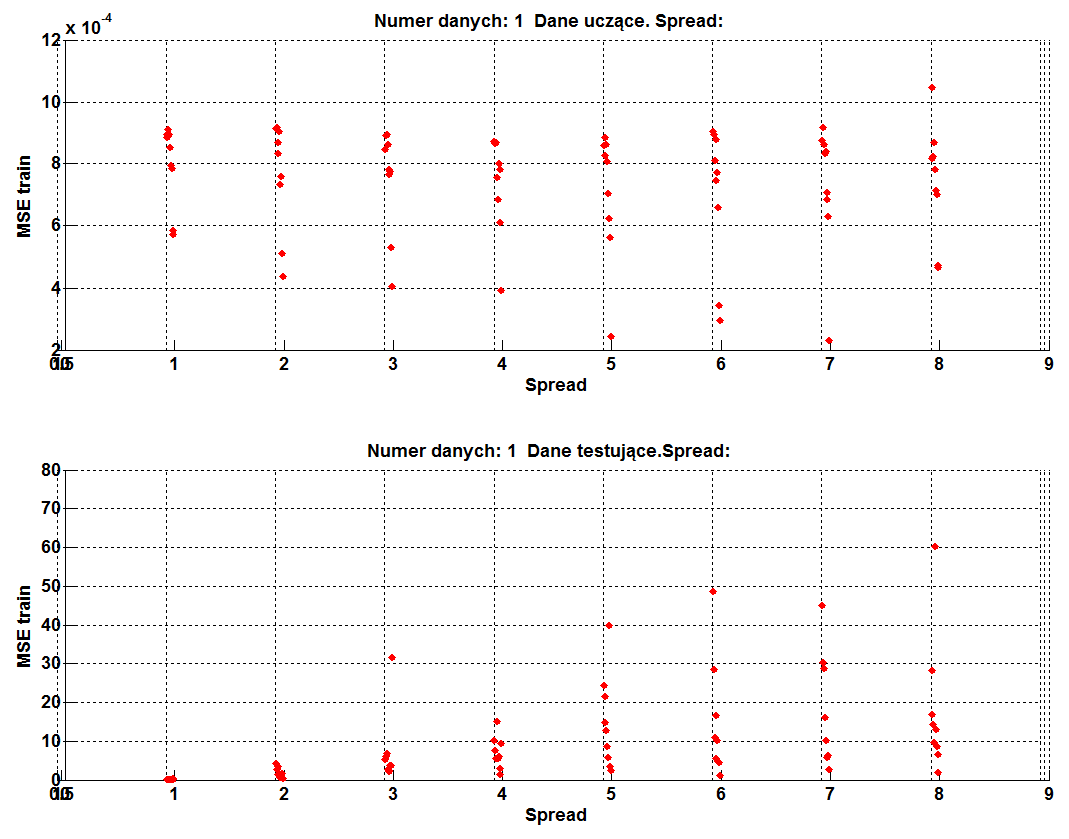 Numer danych: 1 Dane uczące. Spread:
x 10^-4
12
10
8
6
4
2
MSE train
1 2 3 4 5 6 7 8 9
Spread
Numer danych: 1 Dane testujące.Spread:
80
70
60
50
40
30
20
10
0
MSE train
1 2 3 4 5 6 7 8 9
Spread